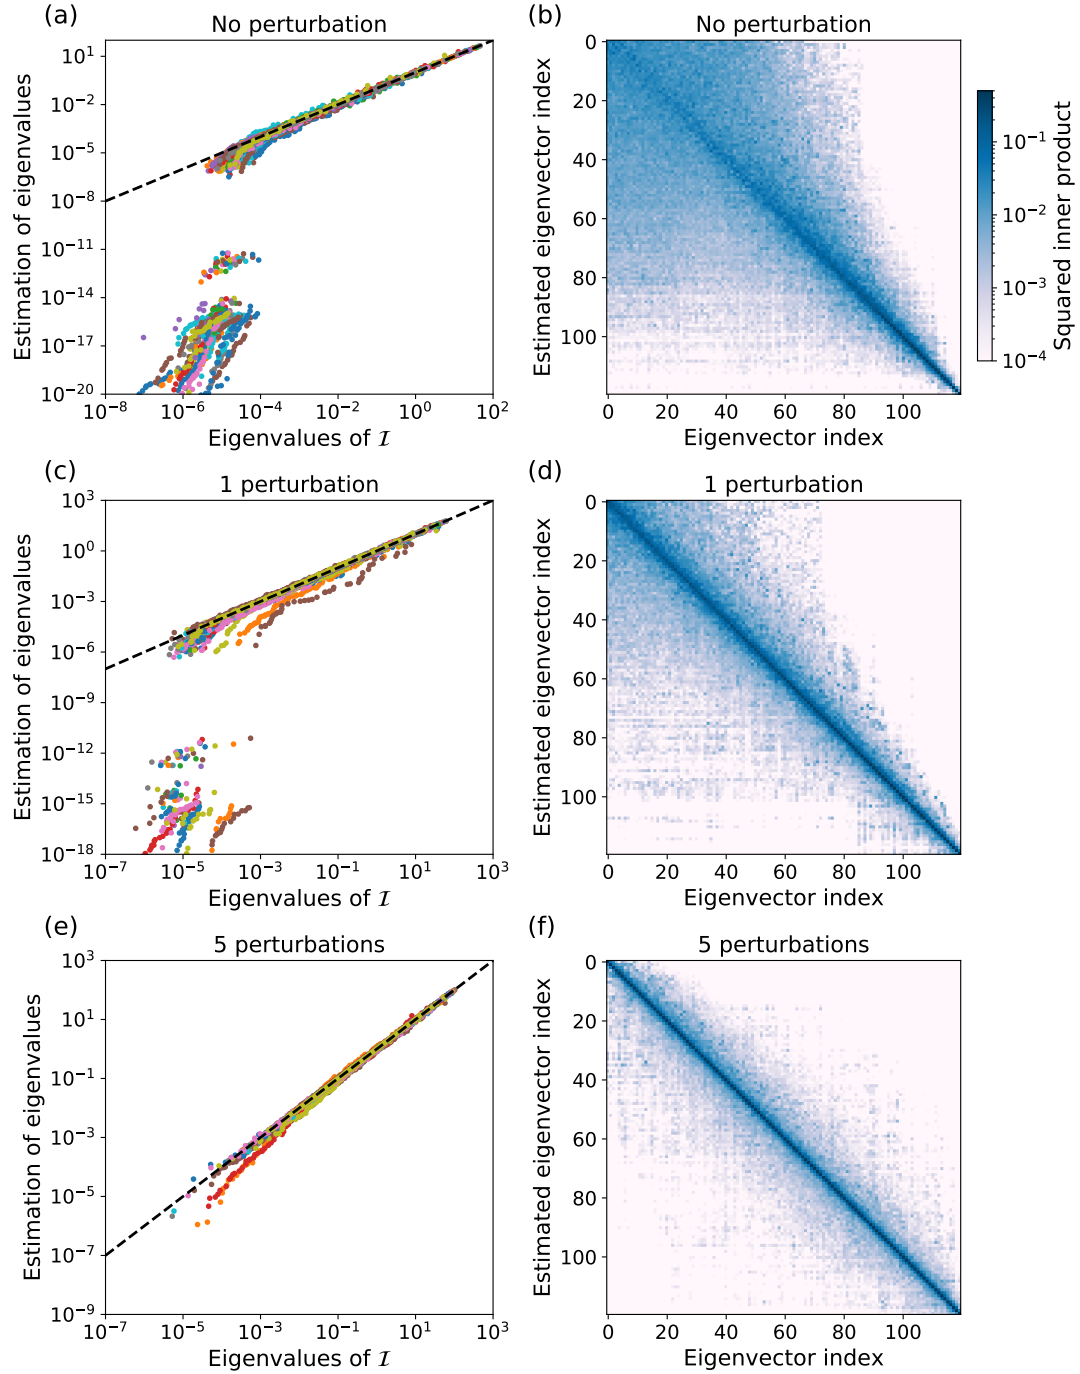 (a)
No perturbation
Estimation of eigenvalues
10^1
10^-2
10^-5
10^-8
10^-11
10^-14
10^-17
10^-20
10^-8 10^-6 10^-4 10^-2 10^0 10^2
Eigenvalues of 𝓘
(b)
No perturbation
Estimated eigenvector index
0
20
40
60
80
100
0 20 40 60 80 100
Eigenvector index
10^-1
10^-2
10^-3
10^-4
Squared inner product
(c)
1 perturbation
Estimation of eigenvalues
10^3
10^0
10^-3
10^-6
10^-9
10^-12
10^-15
10^-18
10^-7 10^-5 10^-3 10^-1 10^1 10^3
Eigenvalues of 𝓘
(d)
1 perturbation
Estimated eigenvector index
0
20
40
60
80
100
0 20 40 60 80 100
Eigenvector index
(e)
5 perturbations
Estimation of eigenvalues
10^3
10^1
10^-1
10^-3
10^-5
10^-7
10^-9
10^-7 10^-5 10^-3 10^-1 10^1 10^3
Eigenvalues of 𝓘
(f)
5 perturbations
Estimated eigenvector index
0
20
40
60
80
100
0 20 40 60 80 100
Eigenvector index